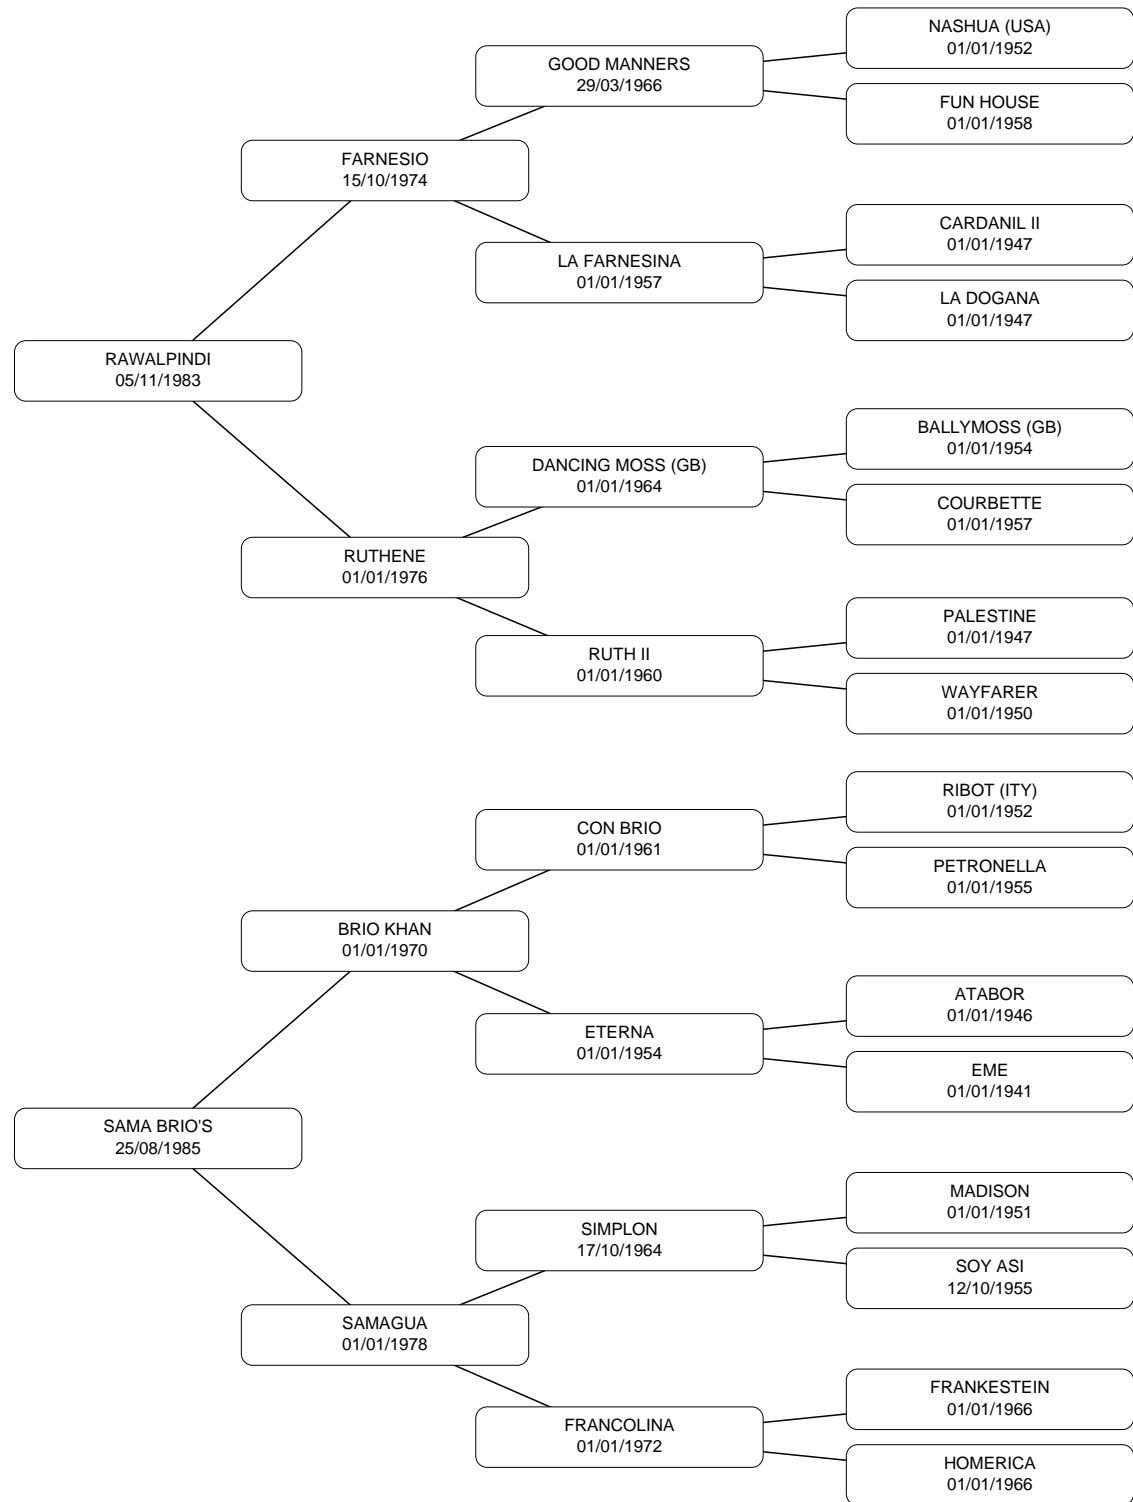 NASHUA (USA)
01/01/1952
GOOD MANNERS
29/03/1966
FUN HOUSE
01/01/1958
FARNESIO
15/10/1974
CARDANIL II
01/01/1947
LA FARNESINA
01/01/1957
LA DOGANA
01/01/1947
RAWALPINDI
05/11/1983
BALLYMOSS (GB)
01/01/1954
DANCING MOSS (GB)
01/01/1964
COURBETTE
01/01/1957
RUTHENE
01/01/1976
PALESTINE
01/01/1947
RUTH II
01/01/1960
WAYFARER
01/01/1950
RIBOT (ITY)
01/01/1952
CON BRIO
01/01/1961
PETRONELLA
01/01/1955
BRIO KHAN
01/01/1970
ATABOR
01/01/1946
ETERNA
01/01/1954
EME
01/01/1941
SAMA BRIO'S
25/08/1985
MADISON
01/01/1951
SIMPLON
17/10/1964
SOY ASI
12/10/1955
SAMAGUA
01/01/1978
FRANKESTEIN
01/01/1966
FRANCOLINA
01/01/1972
HOMERICA
01/01/1966